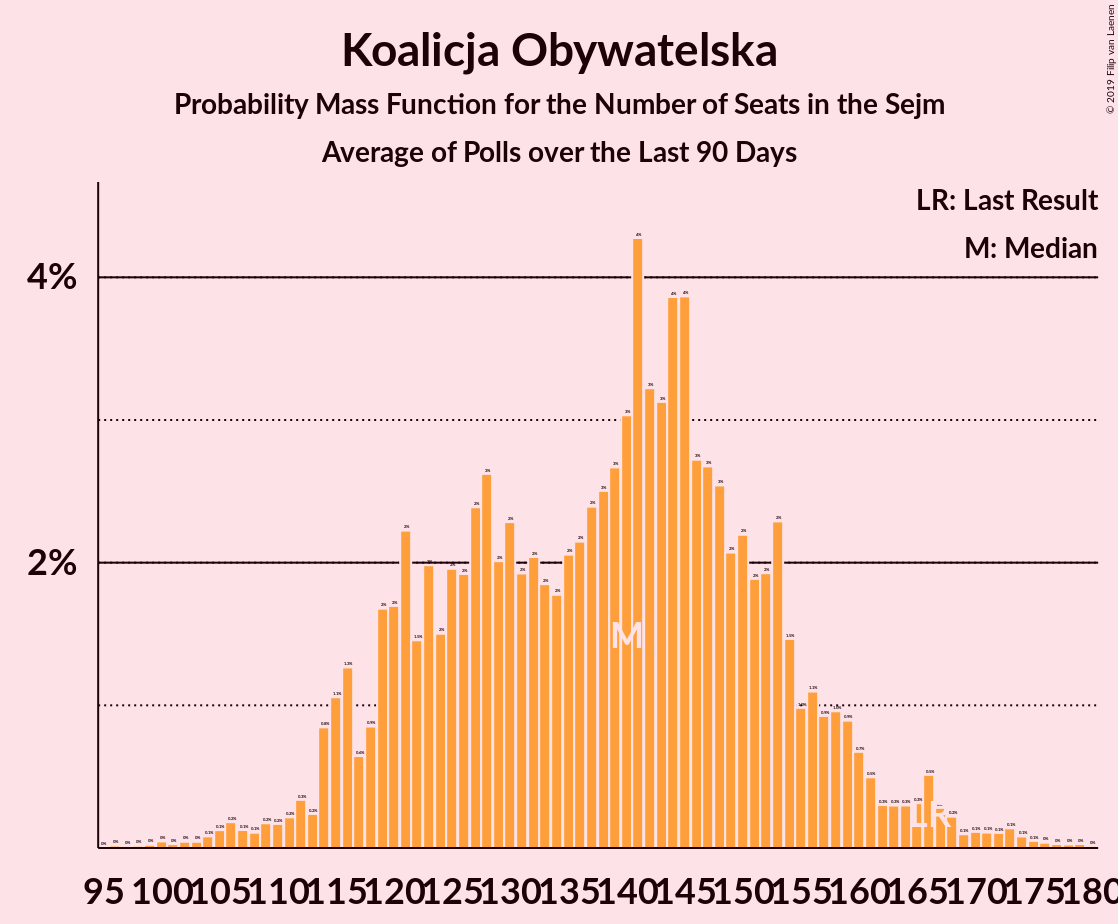 Koalicja Obywatelska
Probability Mass Function for the Number of Seats in the Sejm
Average of Polls over the Last 90 Days
© 2019 Filip van Laenen
LR: Last Result
M: Median
4%
2%
M
LR
95 100 105 110 115 120 125 130 135 140 145 150 155 160 165 170 175 180